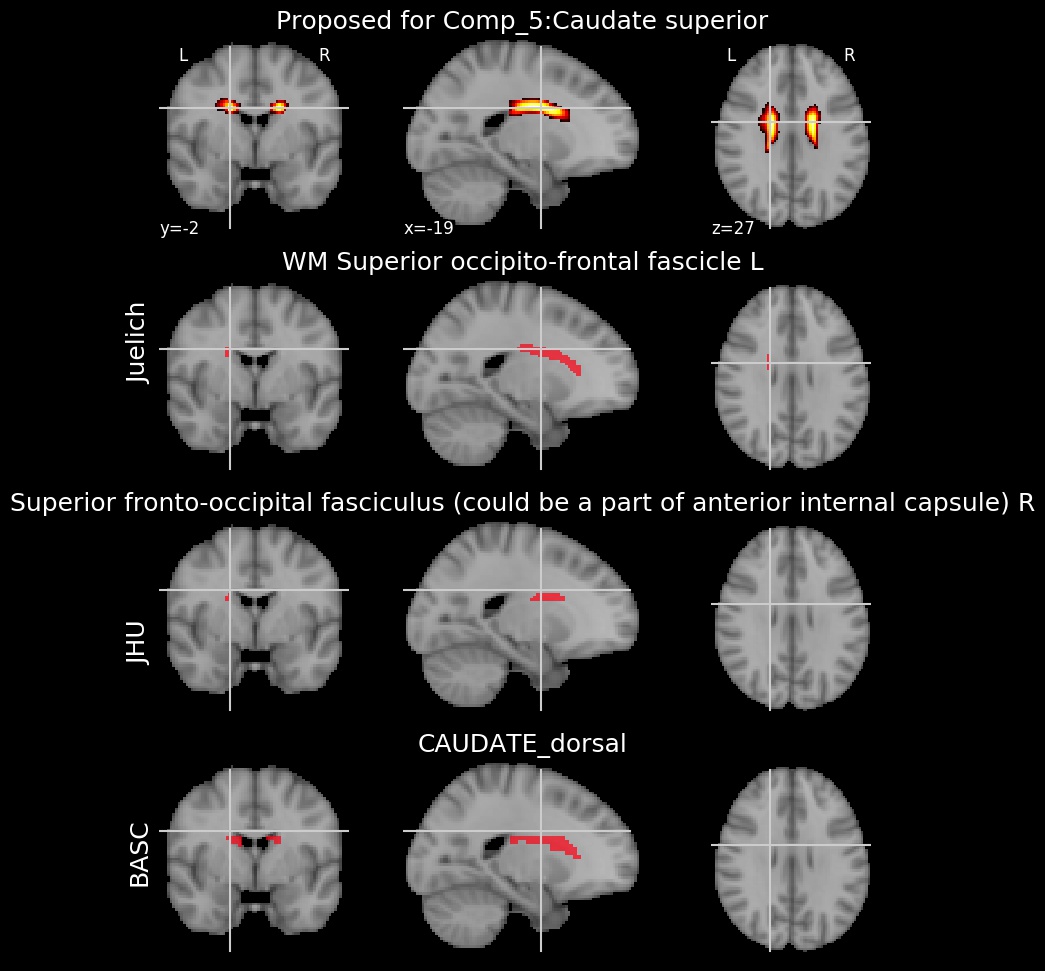 Proposed for Comp_5:Caudate superior
L R L R
y=-2 x=-19 z=27
WM Superior occipito-frontal fascicle L
Juelich
Superior fronto-occipital fasciculus (could be a part of anterior internal capsule) R
JHU
CAUDATE_dorsal
BASC